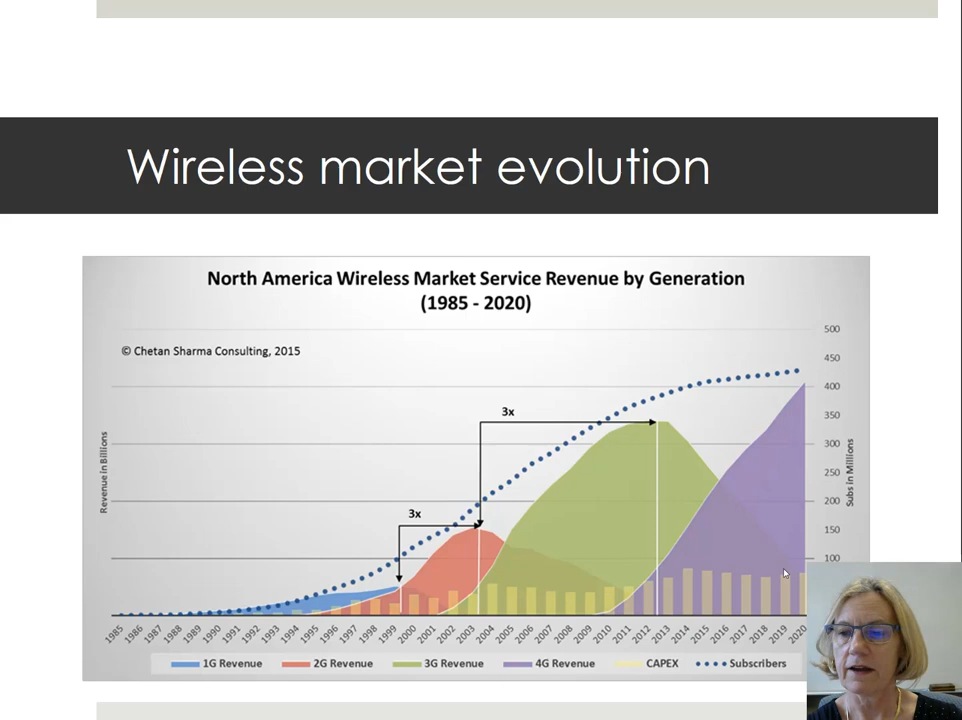 Wireless market evolution
North America Wireless Market Service Revenue by Generation
(1985 - 2020)
© Chetan Sharma Consulting, 2015
500
450
400
350
300
250
200
150
100
Revenue in Billions
Subs in Millions
3x
3x
1985 1986 1987 1988 1989 1990 1991 1992 1993 1994 1995 1996 1997 1998 1999 2000 2001 2002 2003 2004 2005 2006 2007 2008 2009 2010 2011 2012 2013 2014 2015 2016 2017 2018 2019 2020
1G Revenue 2G Revenue 3G Revenue 4G Revenue CAPEX Subscribers